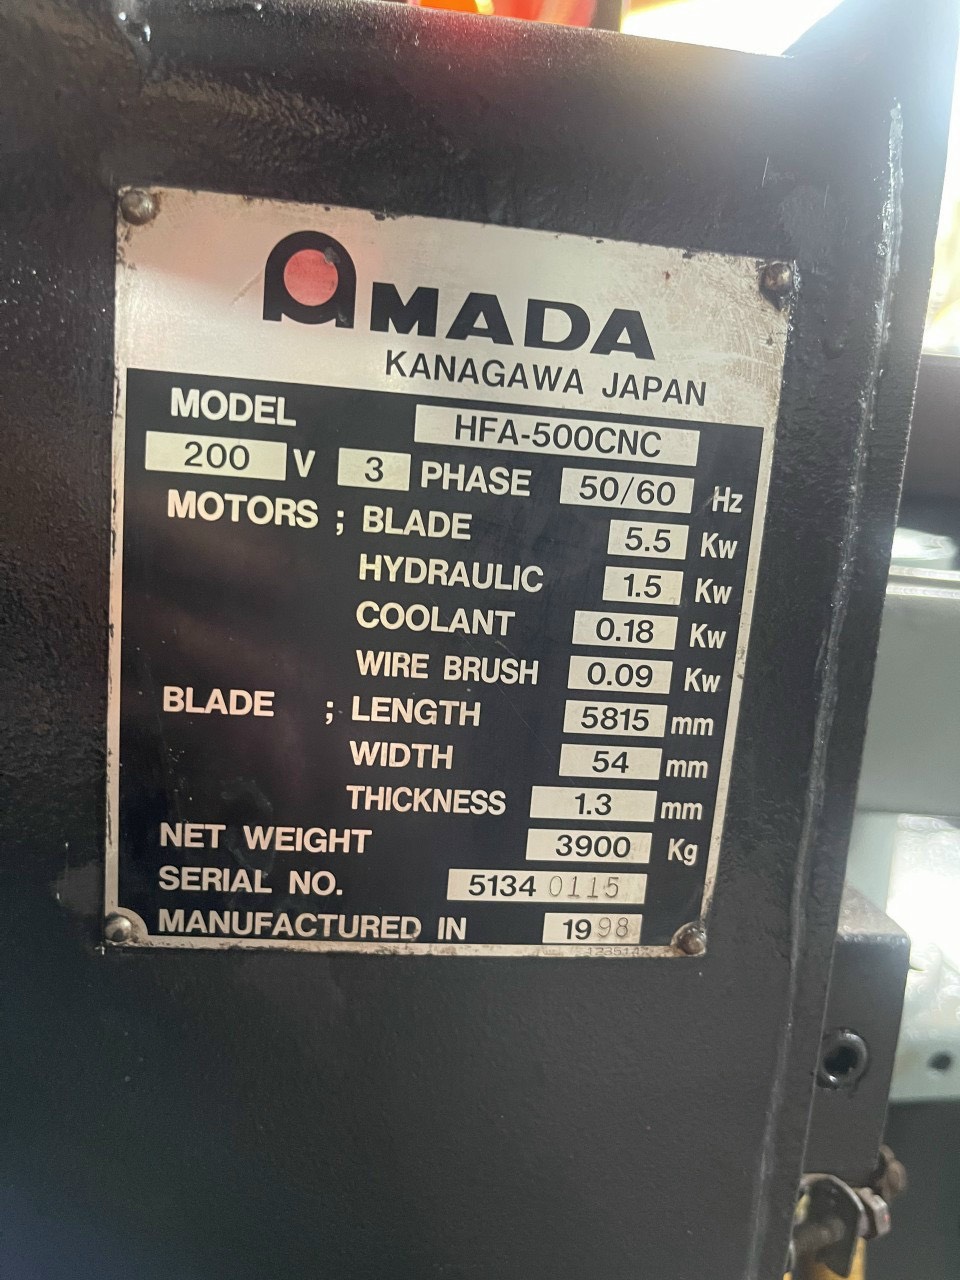 AMADA
KANAGAWA JAPAN
MODEL HFA-500CNC
200 V 3 PHASE 50/60 Hz
MOTORS ; BLADE 5.5 Kw
HYDRAULIC 1.5 Kw
COOLANT 0.18 Kw
WIRE BRUSH 0.09 Kw
BLADE ; LENGTH 5815 mm
WIDTH 54 mm
THICKNESS 1.3 mm
NET WEIGHT 3900 Kg
SERIAL NO. 5134 0115
MANUFACTURED IN 1998